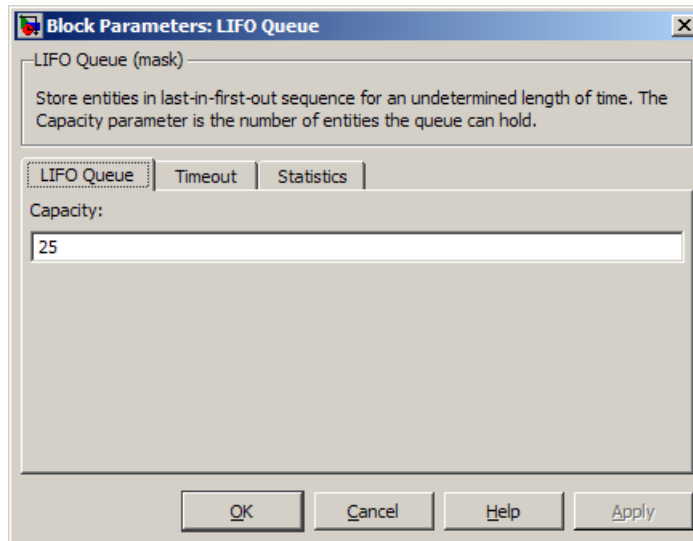 Block Parameters: LIFO Queue
LIFO Queue (mask)
Store entities in last-in-first-out sequence for an undetermined length of time. The
Capacity parameter is the number of entities the queue can hold.
LIFO Queue Timeout Statistics
Capacity:
25
OK Cancel Help Apply